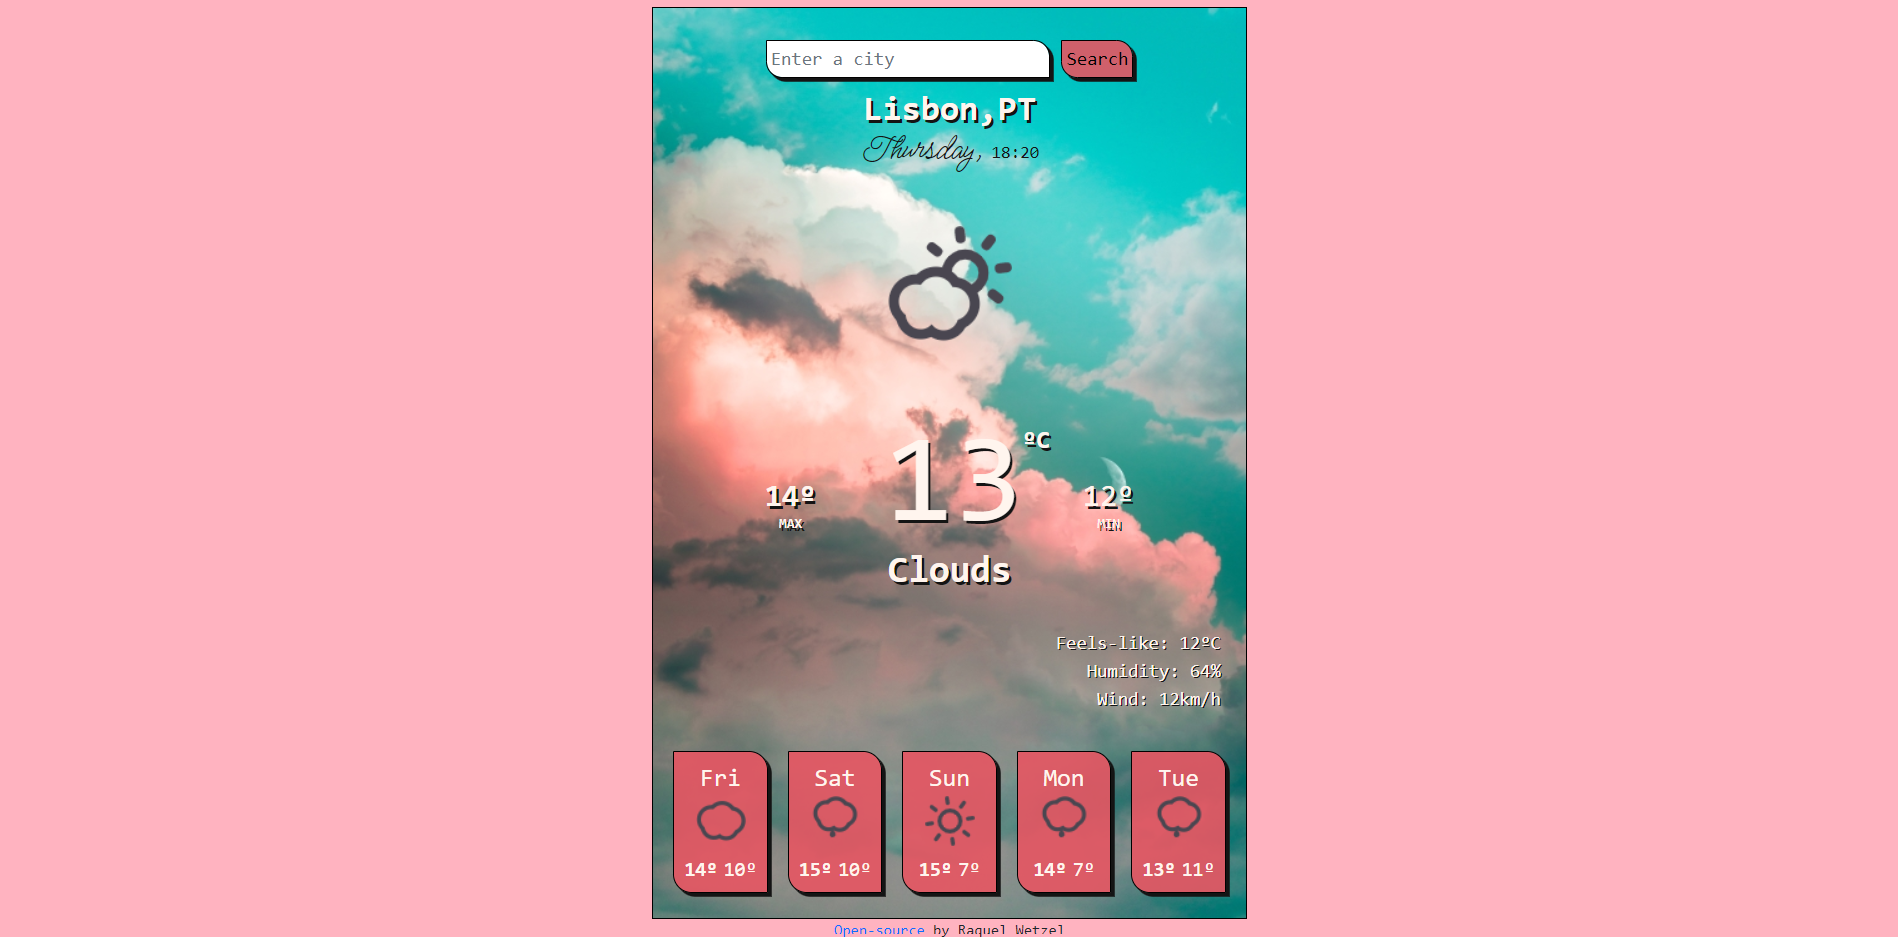 Enter a city Search
Lisbon,PT
Thursday, 18:20
13 ºC
14º 12º
MAX MIN
Clouds
Feels-like: 12ºC
Humidity: 64%
Wind: 12km/h
Fri Sat Sun Mon Tue
14º 10º 15º 10º 15º 7º 14º 7º 13º 11º
Open-source by Raquel Wetzel